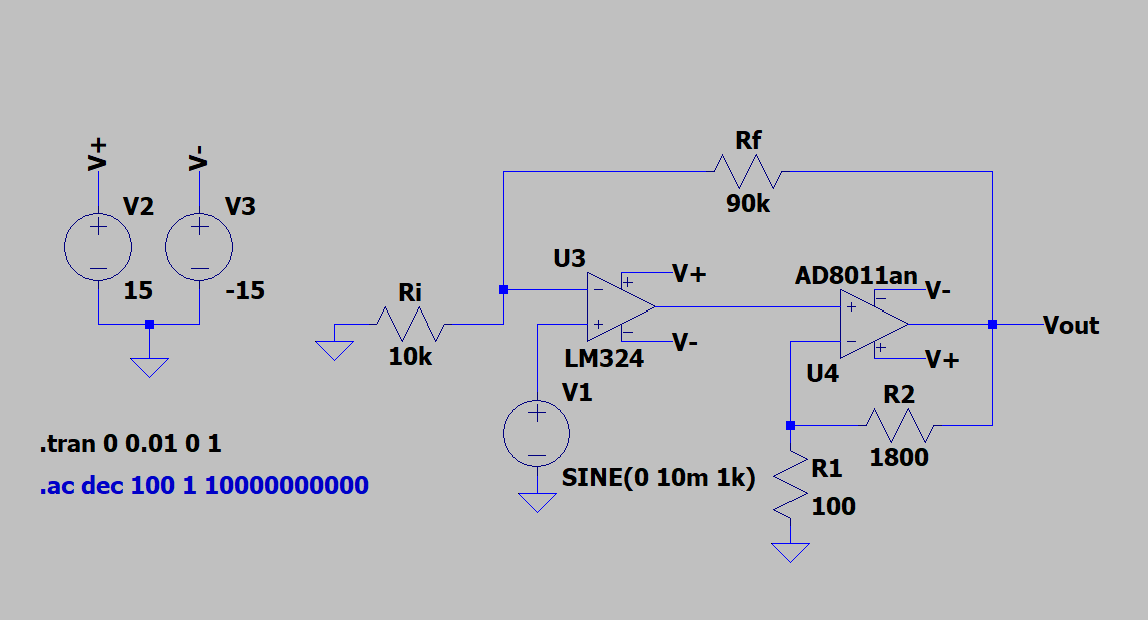 V+
V-
V2
15
V3
-15
Ri
10k
Rf
90k
U3
V+
V-
LM324
V1
SINE(0 10m 1k)
AD8011an
V-
V+
U4
Vout
R2
1800
R1
100
.tran 0 0.01 0 1
.ac dec 100 1 10000000000